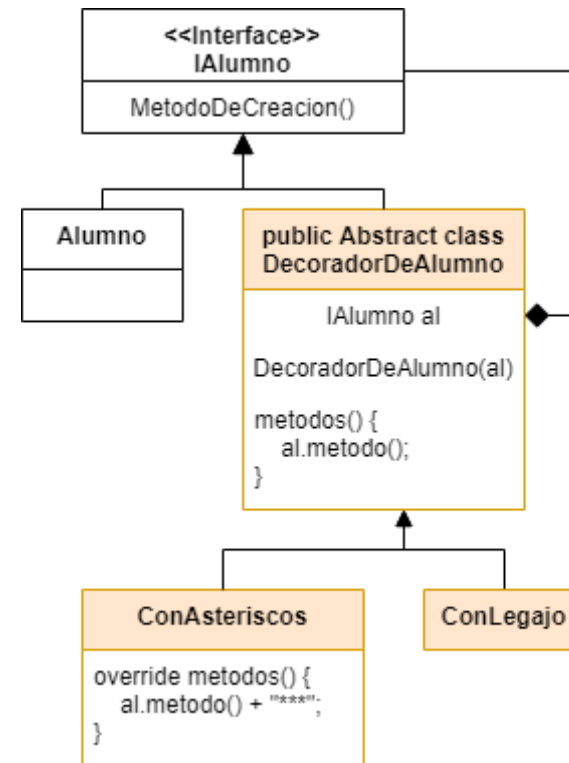 <<Interface>>
IAlumno
MetodoDeCreacion()
Alumno
public Abstract class
DecoradorDeAlumno
IAlumno al
DecoradorDeAlumno(al)
metodos() {
al.metodo();
}
ConAsteriscos
override metodos() {
al.metodo() + "***";
}
ConLegajo